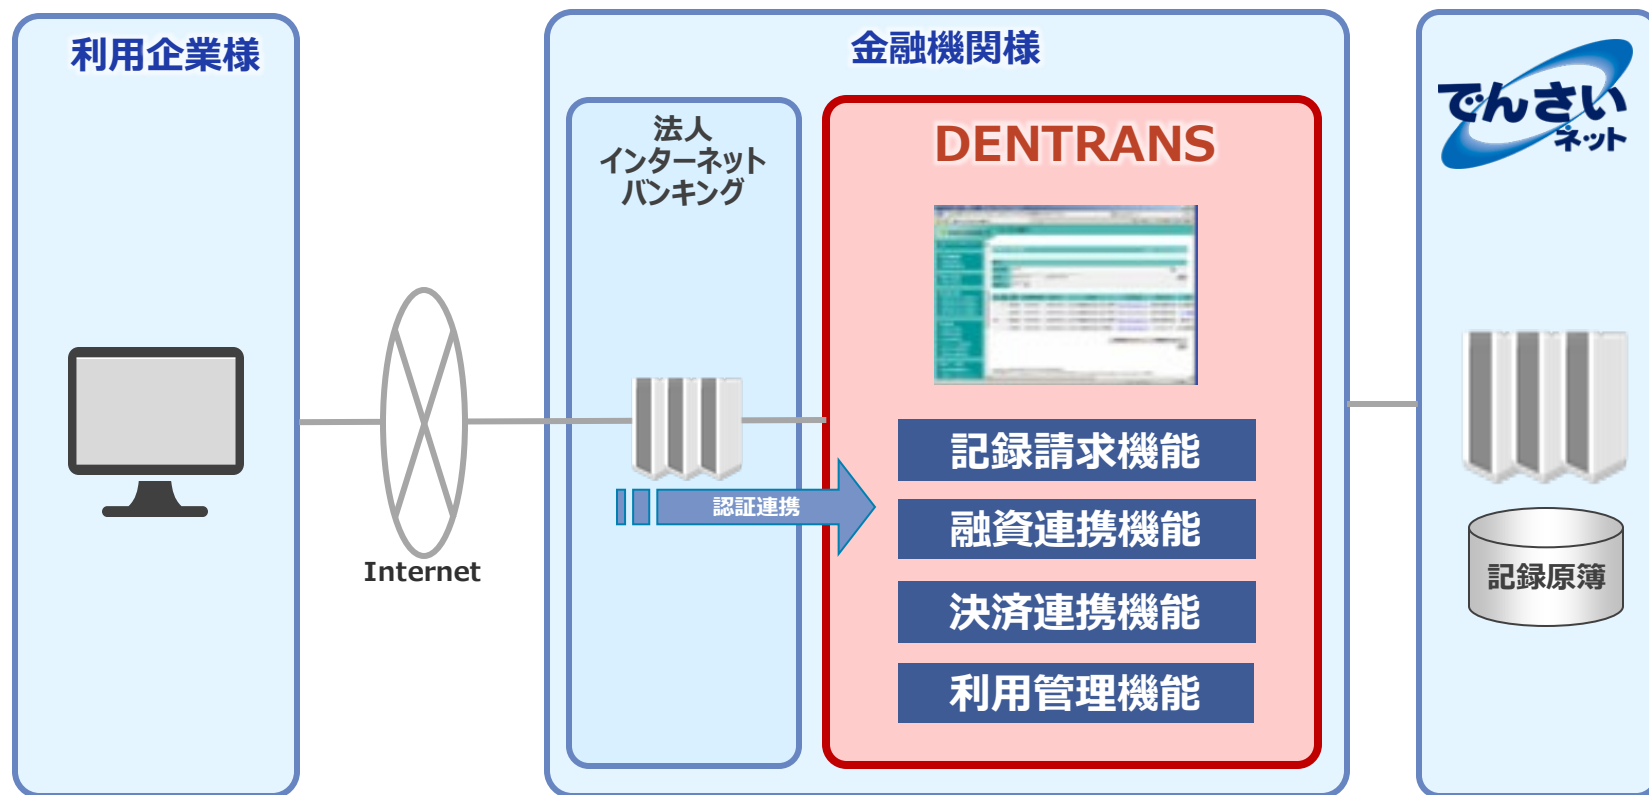 利用企業様
金融機関様
でんさい
ネット
法人
インターネット
バンキング
DENTRANS
記録請求機能
認証連携
融資連携機能
Internet
記録原簿
決済連携機能
利用管理機能